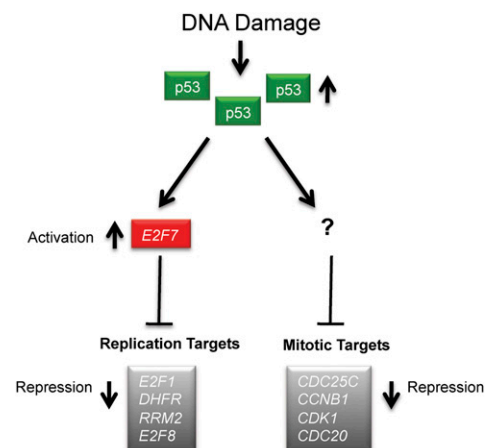 DNA Damage
p53
p53
p53
Activation
E2F7
?
Replication Targets
Mitotic Targets
Repression
E2F1
DHFR
RRM2
E2F8
CDC25C
CCNB1
CDK1
CDC20
Repression